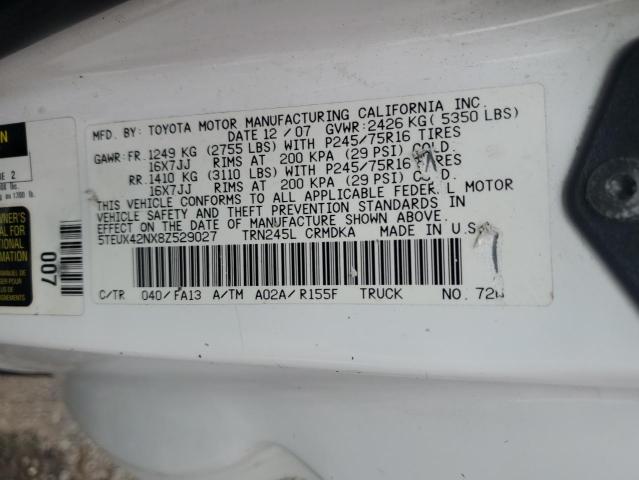 MFD. BY: TOYOTA MOTOR MANUFACTURING CALIFORNIA INC.
DATE 12/07 GVWR: 2426 KG( 5350 LBS)
GAWR: FR. 1249 KG (2755 LBS) WITH P245/75R16 TIRES
16X7JJ RIMS AT 200 KPA (29 PSI) COLD.
RR. 1410 KG (3110 LBS) WITH P245/75R16 TIRES
16X7JJ RIMS AT 200 KPA (29 PSI)
THIS VEHICLE CONFORMS TO ALL APPLICABLE MOTOR
VEHICLE SAFETY AND THEFT PREVENTION STANDARDS IN
EFFECT ON THE DATE OF MANUFACTURE SHOWN ABOVE.
5TEUX42NX8Z529027 TRN245L CRMDKA MADE IN U.S.
C/TR 040/FA13 A/TM A02A/R155F TRUCK NO.
007